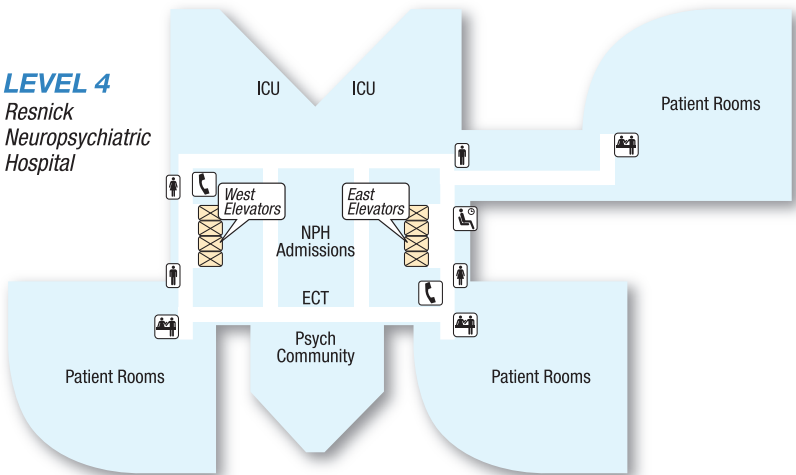 LEVEL 4
Resnick
Neuropsychiatric
Hospital
ICU
ICU
Patient Rooms
West
Elevators
East
Elevators
NPH
Admissions
ECT
Psych
Community
Patient Rooms
Patient Rooms